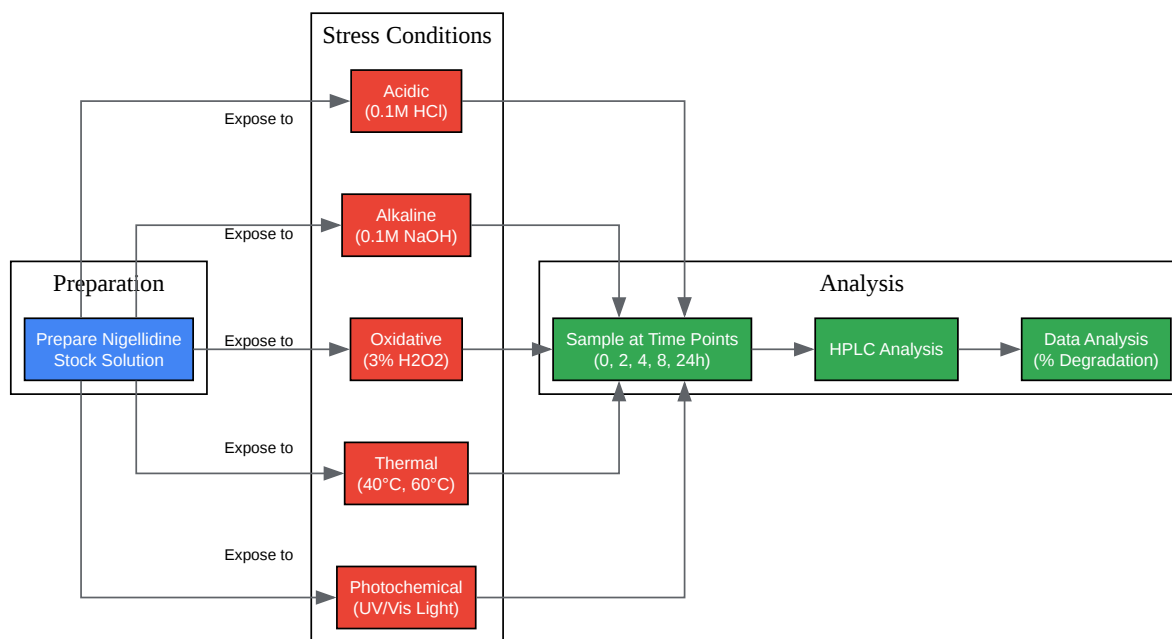 Stress Conditions
Acidic
(0.1M HCl)
Expose to
Alkaline
(0.1M NaOH)
Expose to
Preparation
Analysis
Prepare Nigellidine
Stock Solution
Expose to
Oxidative
(3% H2O2)
Sample at Time Points
(0, 2, 4, 8, 24h)
HPLC Analysis
Data Analysis
(% Degradation)
Expose to
Thermal
(40°C, 60°C)
Expose to
Photochemical
(UV/Vis Light)